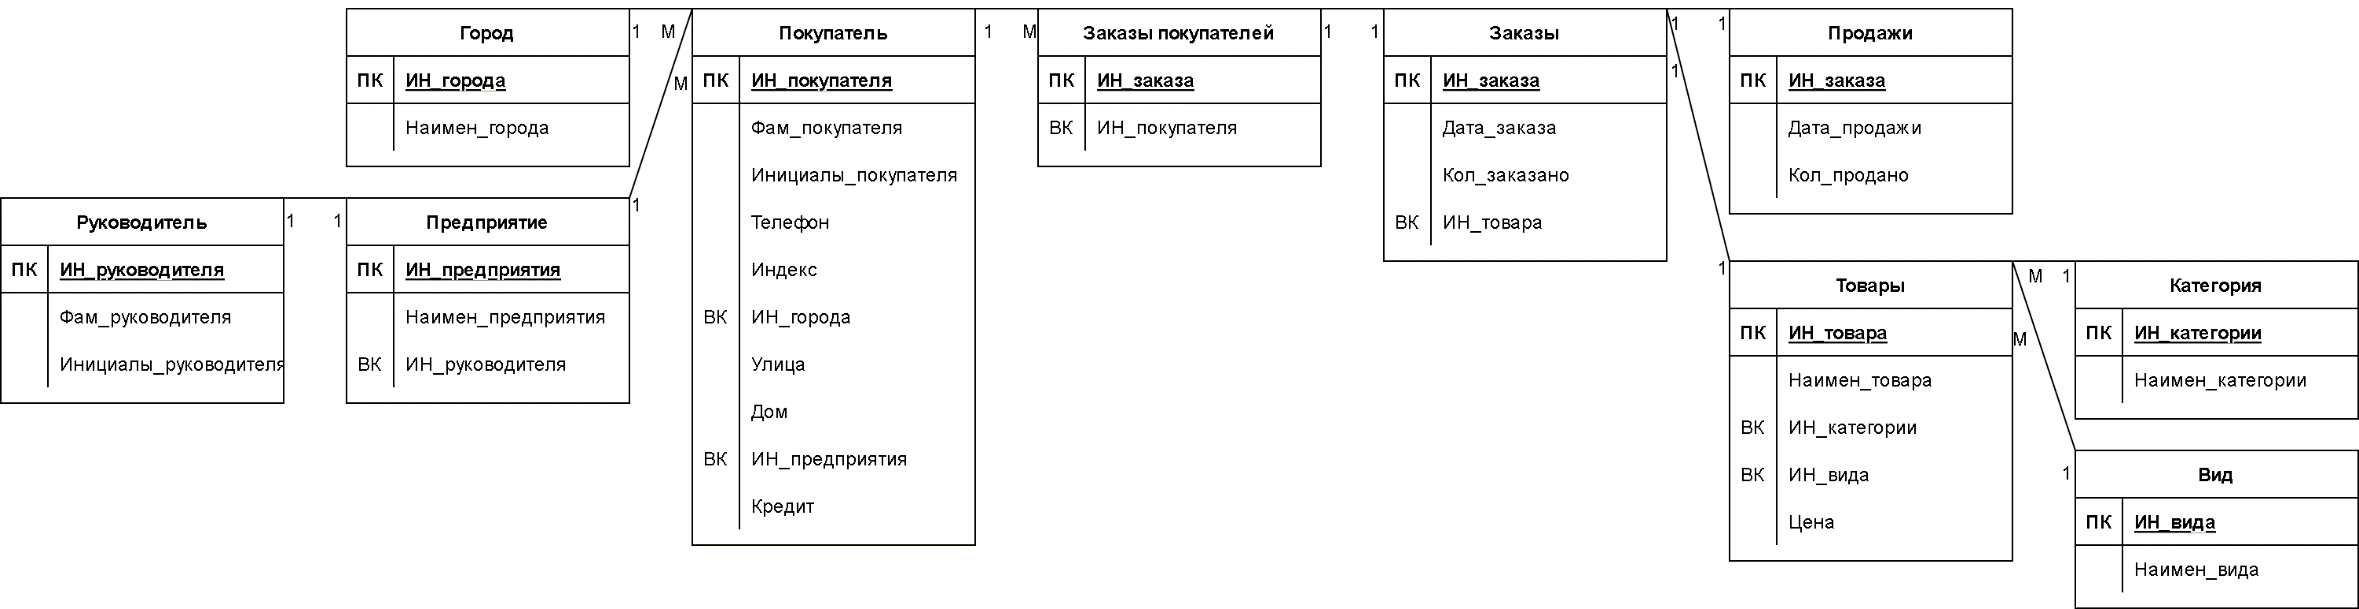 Город
ПК ИН_города
Наимен_города
1 М
М
1
Руководитель
ПК ИН_руководителя
Фам_руководителя
Инициалы_руководителя
1 1
Предприятие
ПК ИН_предприятия
Наимен_предприятия
ВК ИН_руководителя
Покупатель
ПК ИН_покупателя
Фам_покупателя
Инициалы_покупателя
Телефон
Индекс
ВК ИН_города
Улица
Дом
ВК ИН_предприятия
Кредит
1 М
Заказы покупателей
ПК ИН_заказа
ВК ИН_покупателя
1 1
Заказы
ПК ИН_заказа
Дата_заказа
Кол_заказано
ВК ИН_товара
1 1
1
1
Продажи
ПК ИН_заказа
Дата_продажи
Кол_продано
Товары
ПК ИН_товара
Наимен_товара
ВК ИН_категории
ВК ИН_вида
Цена
М 1
М
1
Категория
ПК ИН_категории
Наимен_категории
Вид
ПК ИН_вида
Наимен_вида